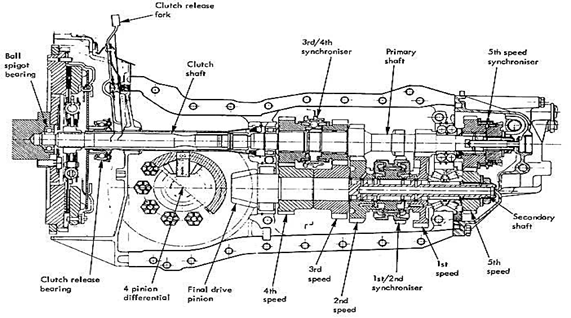 Clutch release
fork
Ball
spigot
bearing
Clutch
shaft
3rd/4th
synchroniser
Primary
shaft
5th speed
synchroniser
Secondary
shaft
Clutch release
bearing
4 pinion
differential
Final drive
pinion
4th
speed
3rd
speed
2nd
speed
1st/2nd
synchroniser
1st
speed
5th
speed